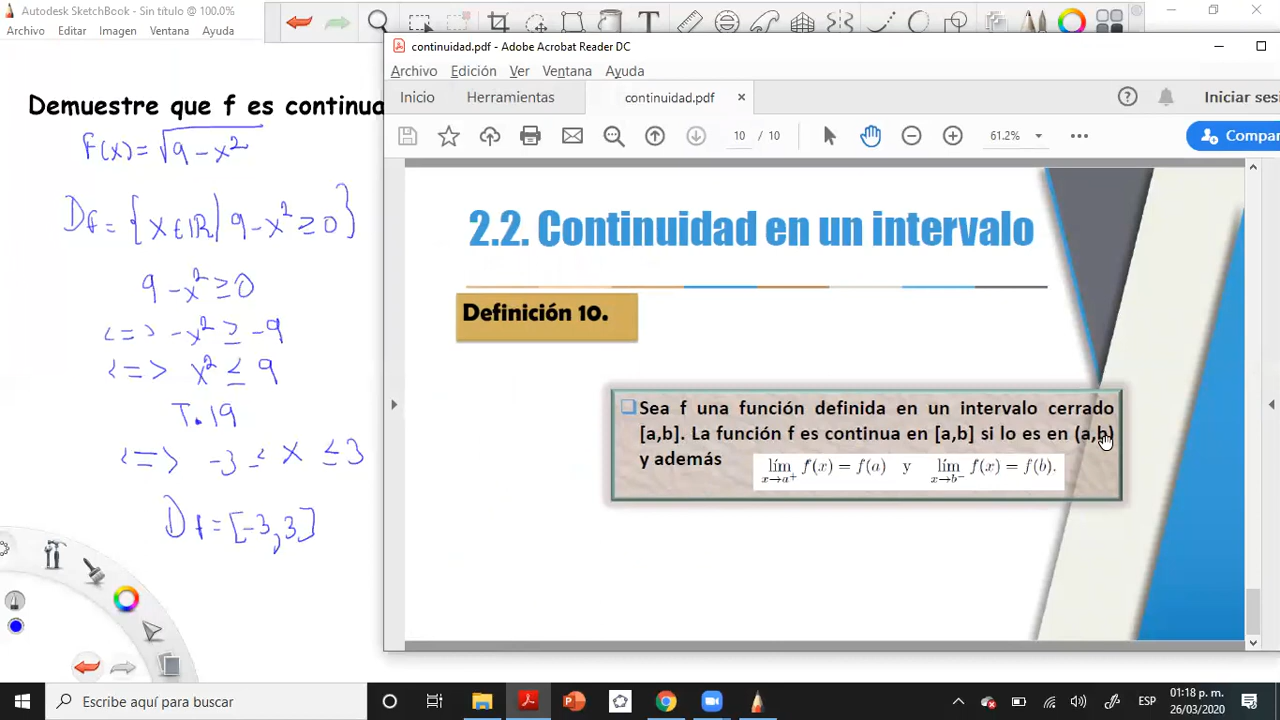 Autodesk SketchBook - Sin título @ 100.0%
Archivo Editar Imagen Ventana Ayuda
Demuestre que f es continua
f(x) = √9 - x²
Df = {x ∈ ℝ | 9 - x² ≥ 0}
9 - x² ≥ 0
<=> -x² ≥ -9
<=> x² ≤ 9
T. 19
<=> -3 ≤ x ≤ 3
Df = [-3, 3]
continuidad.pdf - Adobe Acrobat Reader DC
Archivo Edición Ver Ventana Ayuda
Inicio Herramientas continuidad.pdf × Iniciar sesi
10 / 10 61.2% Compar
2.2. Continuidad en un intervalo
Definición 10.
Sea f una función definida en un intervalo cerrado
[a,b]. La función f es continua en [a,b] si lo es en (a,b)
y además lím x→a⁺ f(x) = f(a) y lím x→b⁻ f(x) = f(b).
Escribe aquí para buscar
ESP
01:18 p. m.
26/03/2020